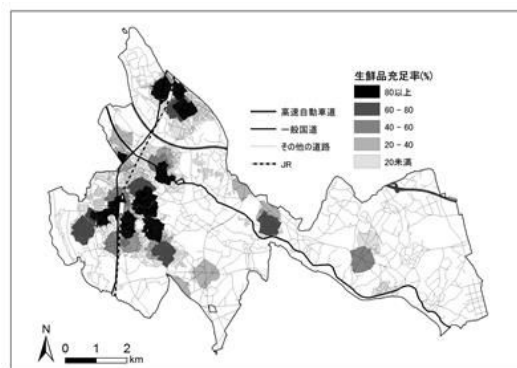 生鮮品充足率(%)
80以上
60 - 80
40 - 60
20 - 40
20未満
高速自動車道
一般国道
その他の道路
JR
N
0 1 2
km